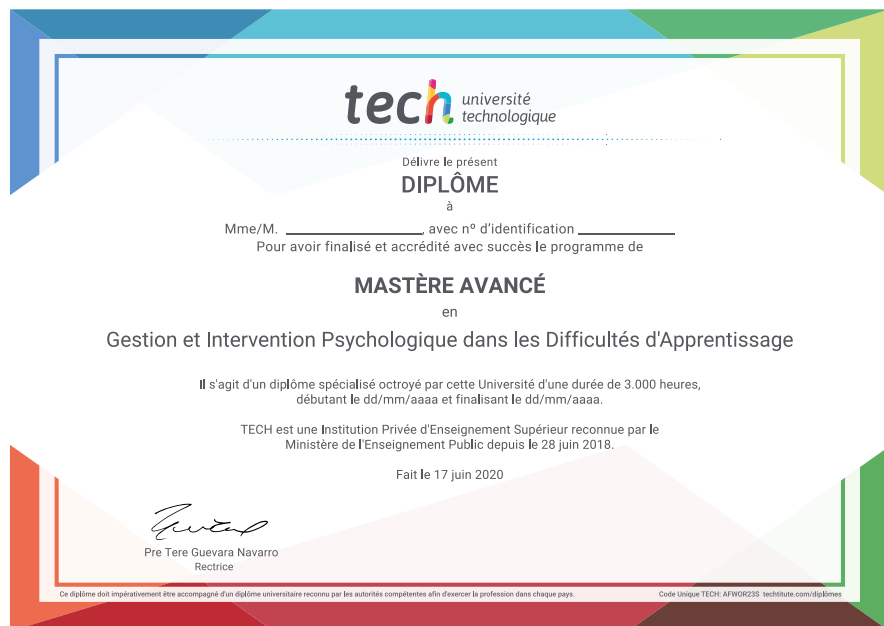 tech université
technologique
Délivre le présent
DIPLÔME
à
Mme/M. ____________, avec nº d'identification ____________
Pour avoir finalisé et accrédité avec succès le programme de
MASTÈRE AVANCÉ
en
Gestion et Intervention Psychologique dans les Difficultés d'Apprentissage
Il s'agit d'un diplôme spécialisé octroyé par cette Université d'une durée de 3.000 heures,
débutant le dd/mm/aaaa et finalisant le dd/mm/aaaa.
TECH est une Institution Privée d'Enseignement Supérieur reconnue par le
Ministère de l'Enseignement Public depuis le 28 juin 2018.
Fait le 17 juin 2020
Pre Tere Guevara Navarro
Rectrice
Ce diplôme doit impérativement être accompagné d'un diplôme universitaire reconnu par les autorités compétentes afin d'exercer la profession dans chaque pays.
Code Unique TECH: AFWOR23S techtitute.com/diplômes